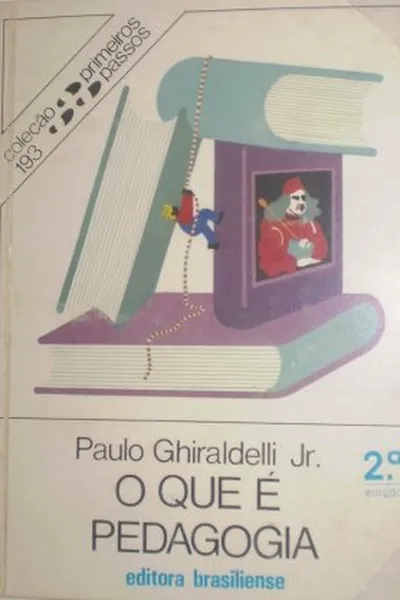 coleção
primeiros
passos
193
Paulo Ghiraldelli Jr.
O QUE É
PEDAGOGIA
2.ª
edição
editora brasiliense